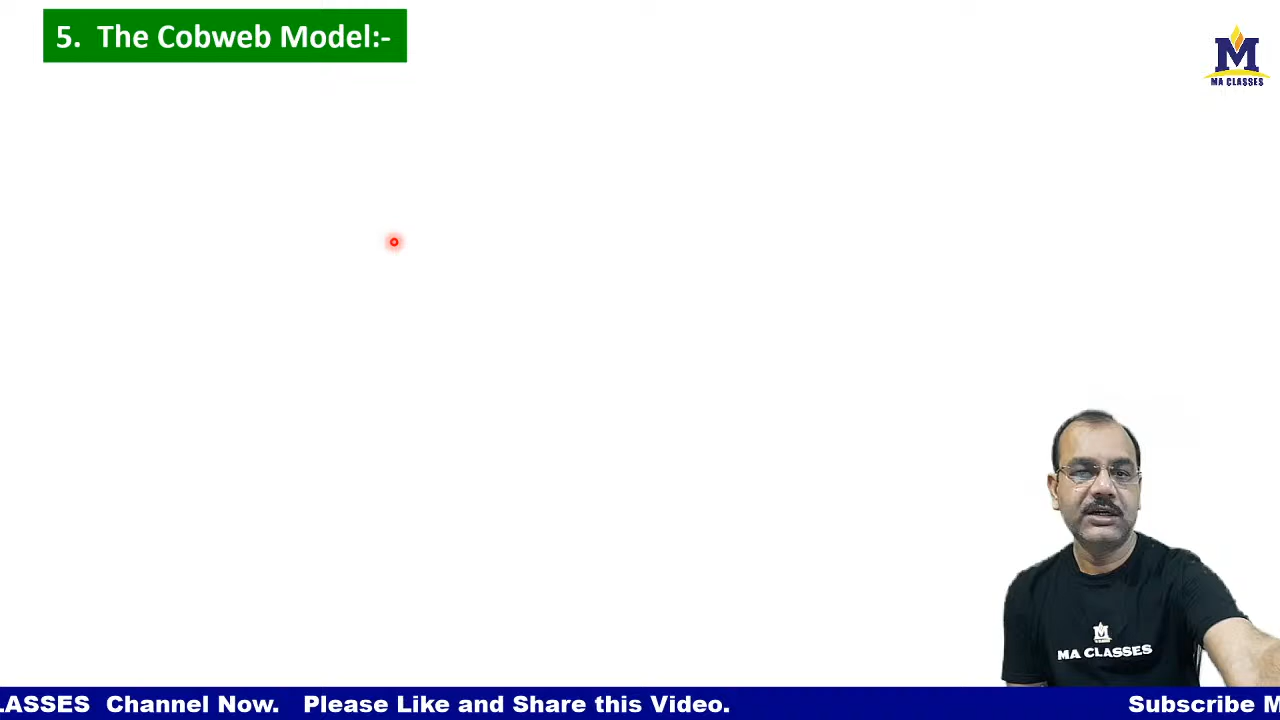 5. The Cobweb Model:-
M
MA CLASSES
MA CLASSES
LASSES Channel Now. Please Like and Share this Video. Subscribe M